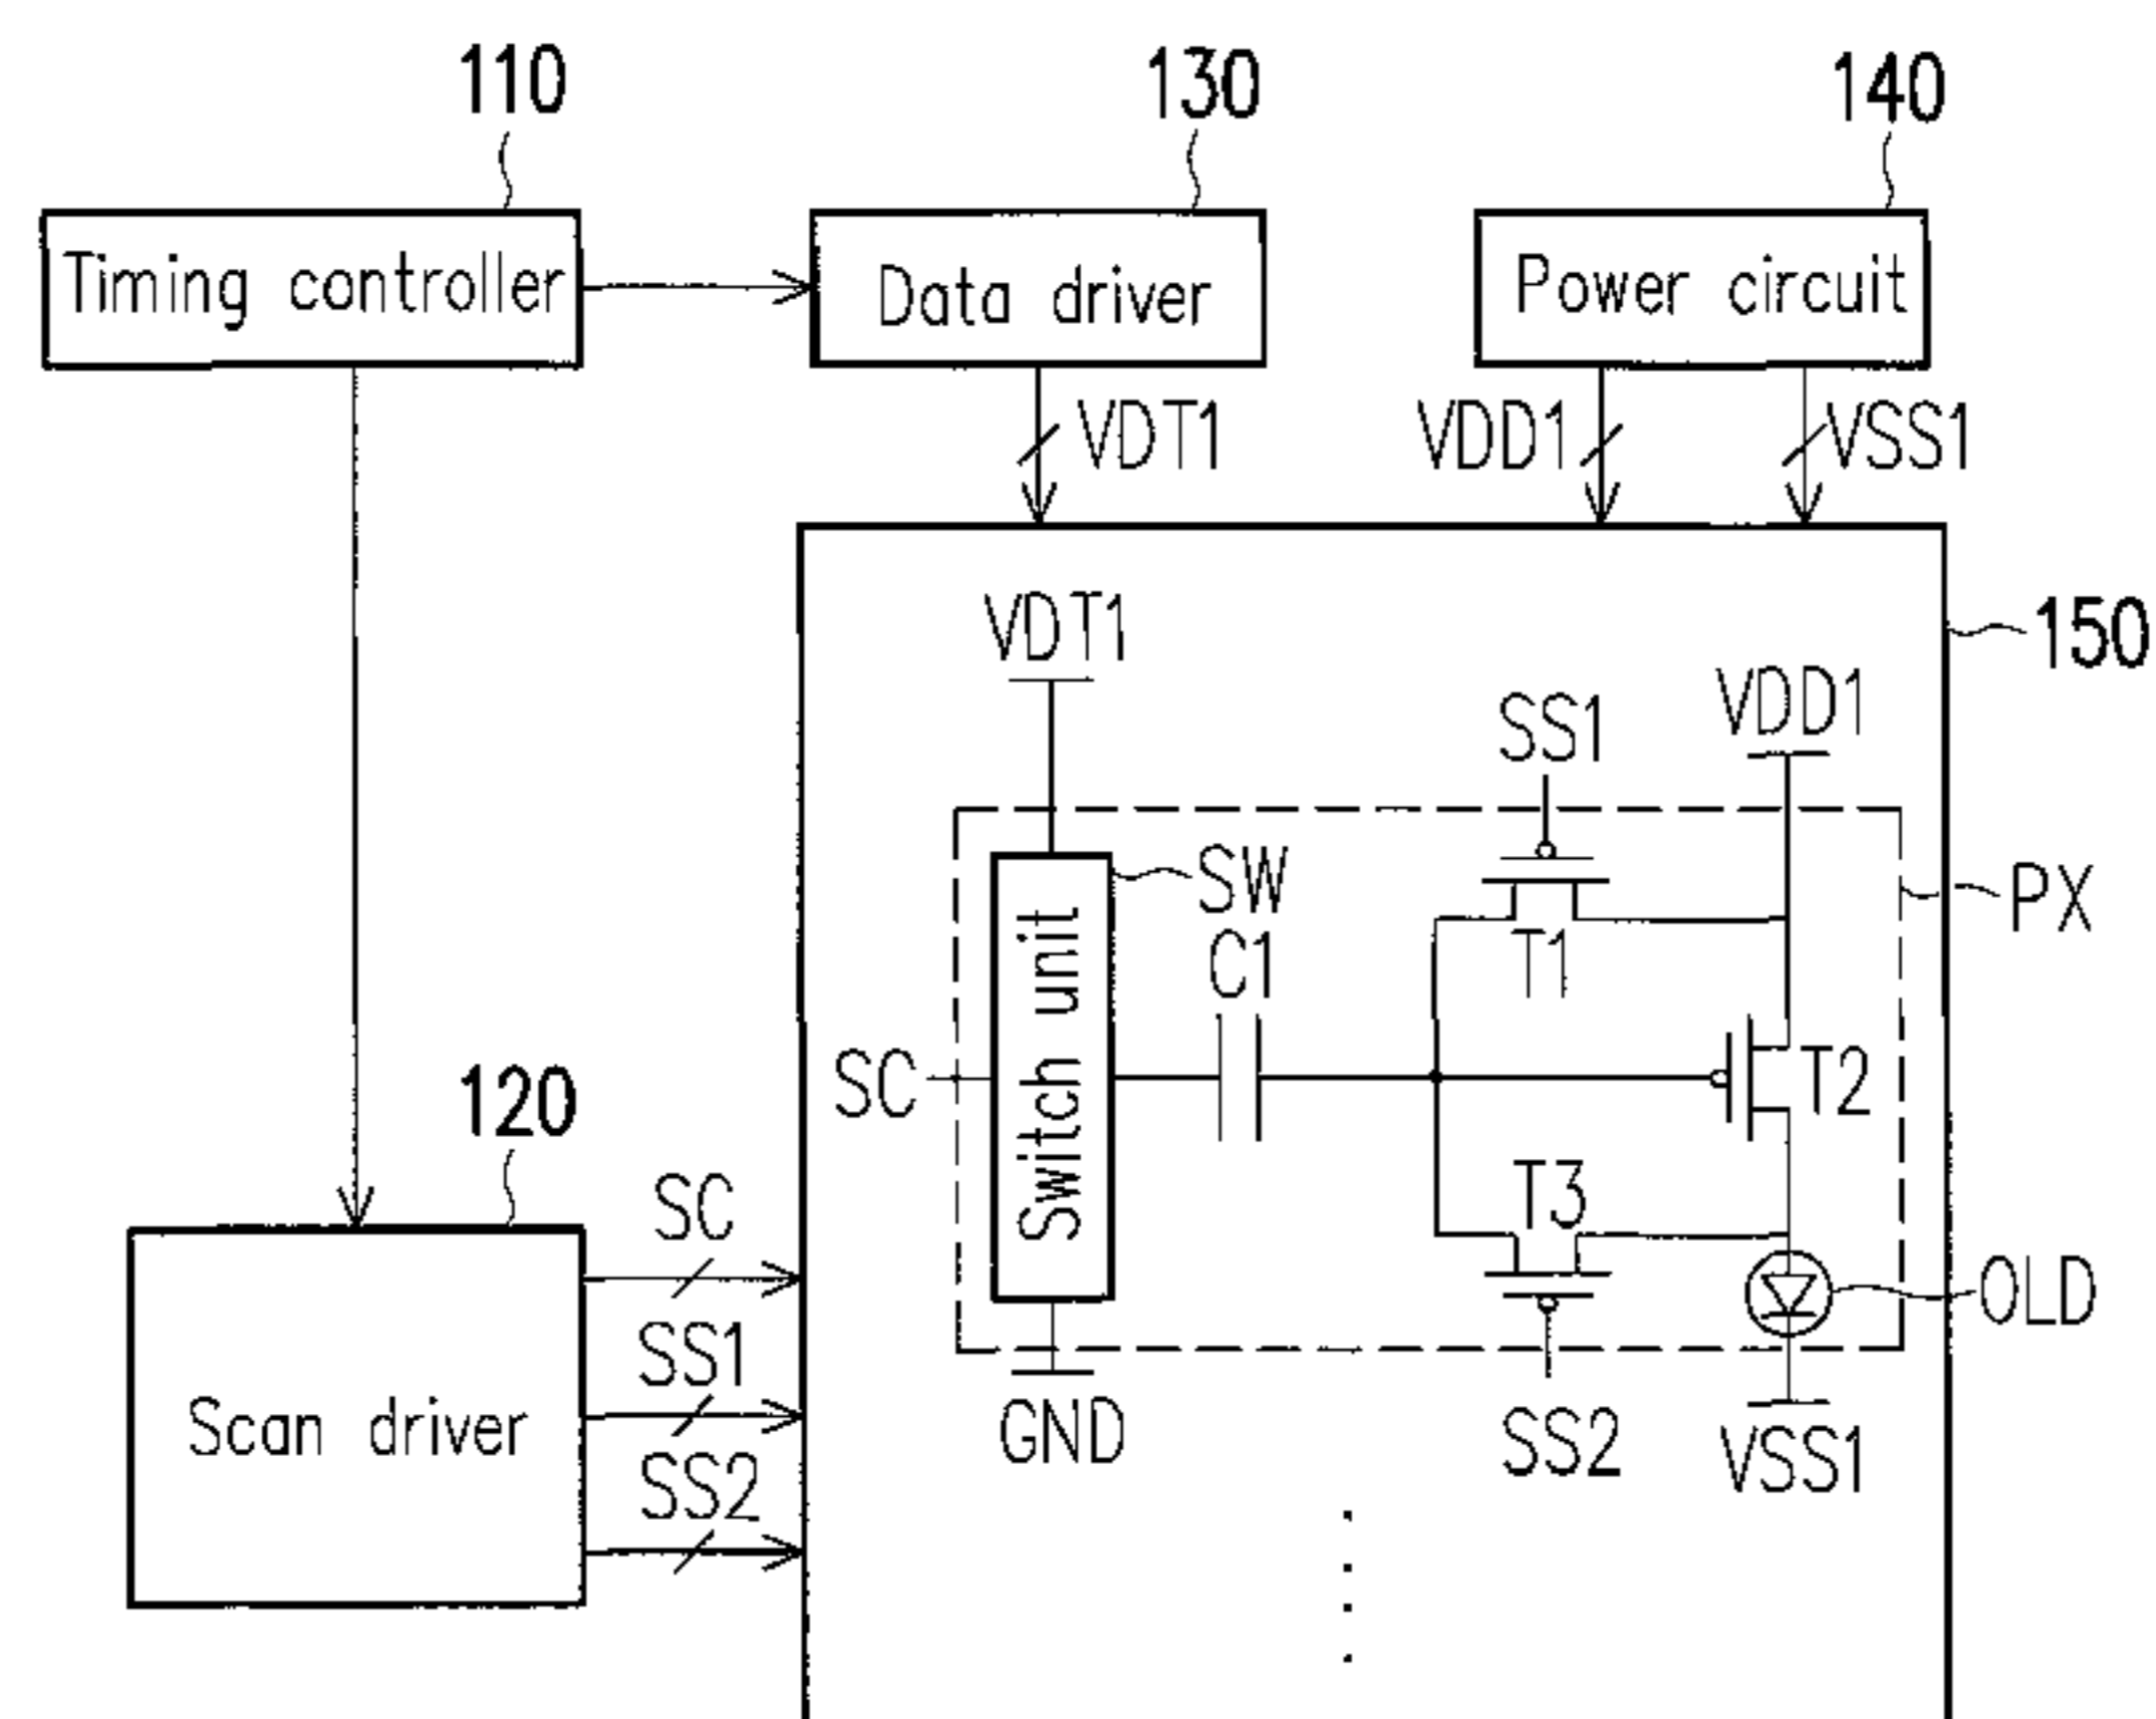 110
130
140
Timing controller
Data driver
Power circuit
VDT1
VDD1
VSS1
150
VDT1
SS1
VDD1
SW
PX
C1
T1
Switch unit
SC
T2
120
T3
SC
OLD
SS1
GND
SS2
VSS1
Scan driver
SS2